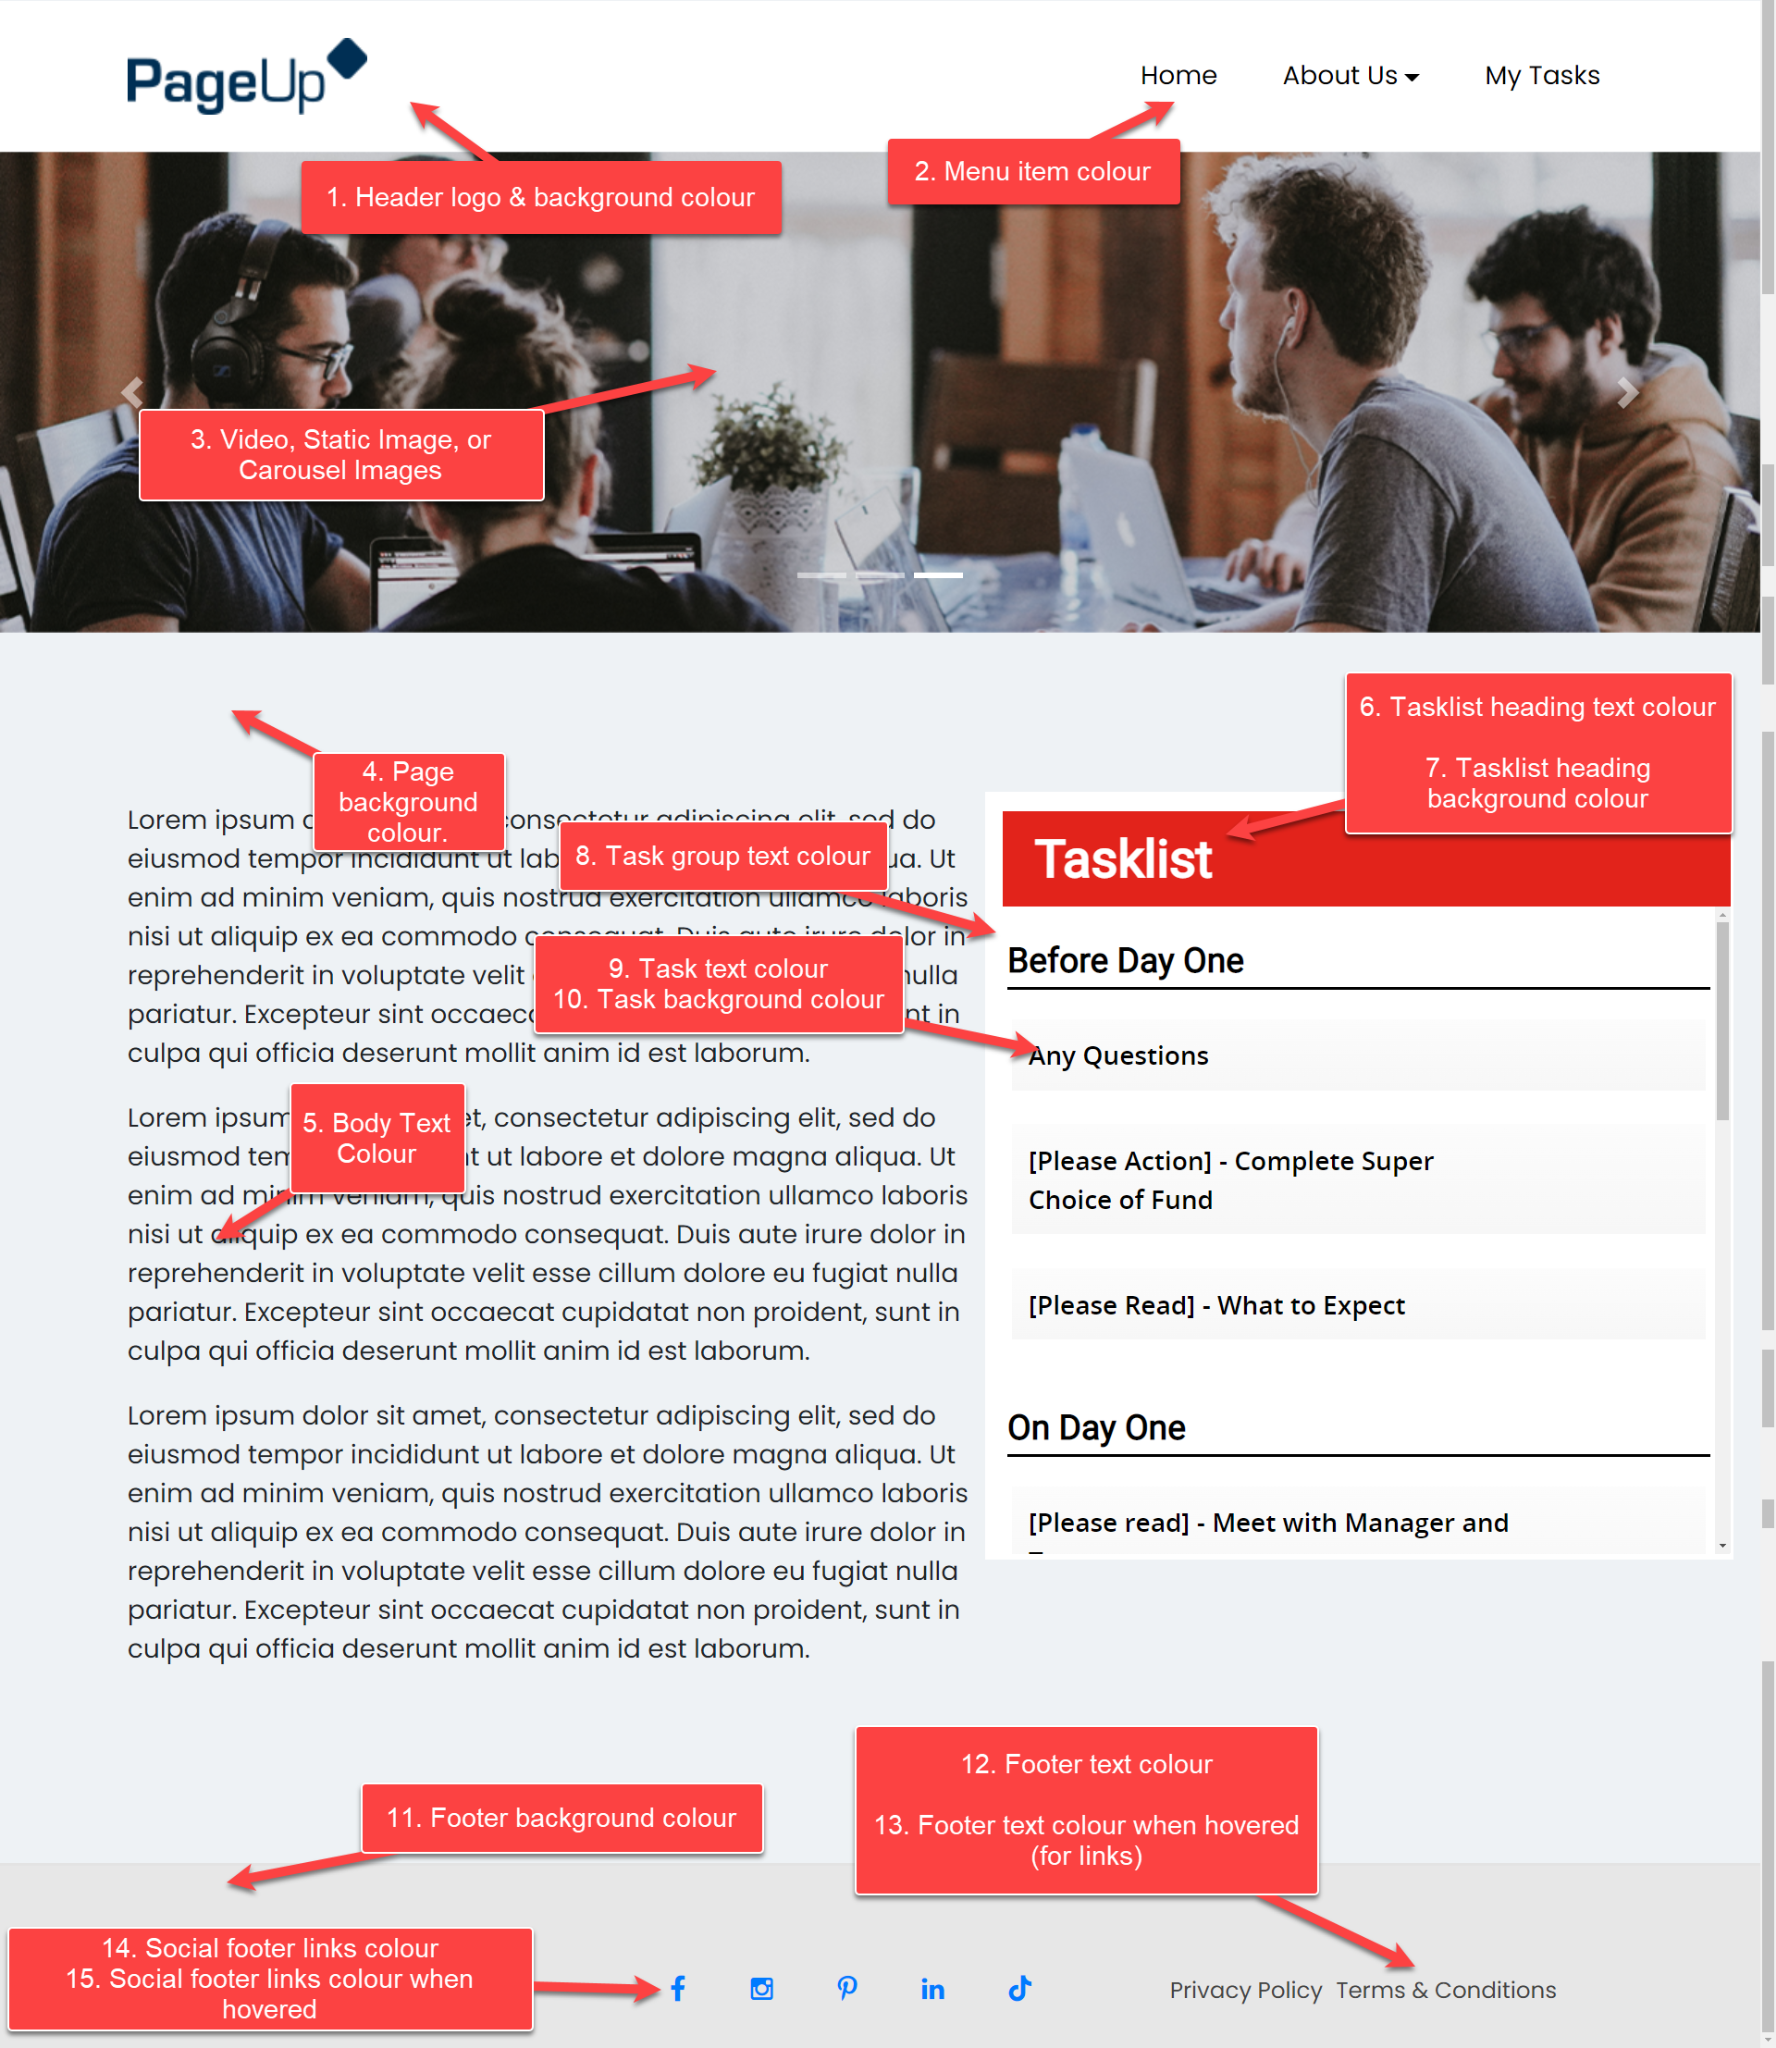 PageUp
Home About Us My Tasks
1. Header logo & background colour
2. Menu item colour
3. Video, Static Image, or
Carousel Images
4. Page
background
colour.
6. Tasklist heading text colour
7. Tasklist heading
background colour
Lorem ipsum consectetur adipiscing elit, sed do
eiusmod tempor incididunt ut Ut
enim ad minim veniam, quis nostrud exercitation ullamco laboris
nisi ut aliquip ex ea commodo consequat. Duis aute irure dolor in
reprehenderit in voluptate velit nulla
pariatur. Excepteur sint in
culpa qui officia deserunt mollit anim id est laborum.
8. Task group text colour
9. Task text colour
10. Task background colour
5. Body Text
Colour
Lorem ipsum consectetur adipiscing elit, sed do
eiusmod ut labore et dolore magna aliqua. Ut
enim ad minim veniam, quis nostrud exercitation ullamco laboris
nisi ut aliquip ex ea commodo consequat. Duis aute irure dolor in
reprehenderit in voluptate velit esse cillum dolore eu fugiat nulla
pariatur. Excepteur sint occaecat cupidatat non proident, sunt in
culpa qui officia deserunt mollit anim id est laborum.
Lorem ipsum dolor sit amet, consectetur adipiscing elit, sed do
eiusmod tempor incididunt ut labore et dolore magna aliqua. Ut
enim ad minim veniam, quis nostrud exercitation ullamco laboris
nisi ut aliquip ex ea commodo consequat. Duis aute irure dolor in
reprehenderit in voluptate velit esse cillum dolore eu fugiat nulla
pariatur. Excepteur sint occaecat cupidatat non proident, sunt in
culpa qui officia deserunt mollit anim id est laborum.
Tasklist
Before Day One
Any Questions
[Please Action] - Complete Super
Choice of Fund
[Please Read] - What to Expect
On Day One
[Please read] - Meet with Manager and
12. Footer text colour
13. Footer text colour when hovered
(for links)
11. Footer background colour
14. Social footer links colour
15. Social footer links colour when
hovered
Privacy Policy Terms & Conditions